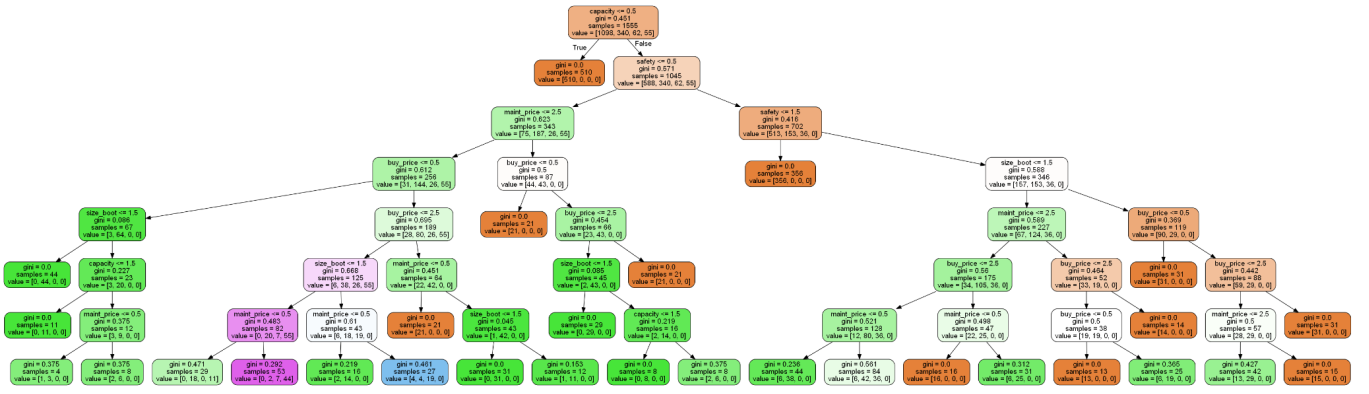 capacity <= 0.5
gini = 0.451
samples = 1555
value = [1098, 340, 62, 55]
True
False
gini = 0.0
samples = 510
value = [510, 0, 0, 0]
safety <= 0.5
gini = 0.571
samples = 1045
value = [588, 340, 62, 55]
maint_price <= 2.5
gini = 0.623
samples = 343
value = [75, 187, 26, 55]
safety <= 1.5
gini = 0.416
samples = 702
value = [513, 153, 36, 0]
buy_price <= 0.5
gini = 0.612
samples = 256
value = [31, 144, 26, 55]
buy_price <= 0.5
gini = 0.5
samples = 87
value = [44, 43, 0, 0]
gini = 0.0
samples = 356
value = [356, 0, 0, 0]
size_boot <= 1.5
gini = 0.588
samples = 346
value = [157, 153, 36, 0]
size_boot <= 1.5
gini = 0.086
samples = 67
value = [3, 64, 0, 0]
buy_price <= 2.5
gini = 0.695
samples = 189
value = [28, 80, 26, 55]
gini = 0.0
samples = 21
value = [21, 0, 0, 0]
buy_price <= 2.5
gini = 0.454
samples = 66
value = [23, 43, 0, 0]
maint_price <= 2.5
gini = 0.589
samples = 227
value = [67, 124, 36, 0]
buy_price <= 0.5
gini = 0.369
samples = 119
value = [90, 29, 0, 0]
gini = 0.0
samples = 44
value = [0, 44, 0, 0]
capacity <= 1.5
gini = 0.227
samples = 23
value = [3, 20, 0, 0]
size_boot <= 1.5
gini = 0.668
samples = 125
value = [6, 38, 26, 55]
maint_price <= 0.5
gini = 0.451
samples = 64
value = [22, 42, 0, 0]
size_boot <= 1.5
gini = 0.085
samples = 45
value = [2, 43, 0, 0]
gini = 0.0
samples = 21
value = [21, 0, 0, 0]
buy_price <= 2.5
gini = 0.56
samples = 175
value = [34, 105, 36, 0]
buy_price <= 2.5
gini = 0.464
samples = 52
value = [33, 19, 0, 0]
gini = 0.0
samples = 31
value = [31, 0, 0, 0]
buy_price <= 2.5
gini = 0.442
samples = 88
value = [59, 29, 0, 0]
gini = 0.0
samples = 11
value = [0, 11, 0, 0]
maint_price <= 0.5
gini = 0.375
samples = 12
value = [3, 9, 0, 0]
maint_price <= 0.5
gini = 0.483
samples = 82
value = [0, 20, 7, 55]
maint_price <= 0.5
gini = 0.61
samples = 43
value = [6, 18, 19, 0]
gini = 0.0
samples = 21
value = [21, 0, 0, 0]
size_boot <= 1.5
gini = 0.045
samples = 43
value = [1, 42, 0, 0]
gini = 0.0
samples = 29
value = [0, 29, 0, 0]
capacity <= 1.5
gini = 0.219
samples = 16
value = [2, 14, 0, 0]
maint_price <= 0.5
gini = 0.521
samples = 128
value = [12, 80, 36, 0]
maint_price <= 0.5
gini = 0.498
samples = 47
value = [22, 25, 0, 0]
buy_price <= 0.5
gini = 0.5
samples = 38
value = [19, 19, 0, 0]
gini = 0.0
samples = 14
value = [14, 0, 0, 0]
maint_price <= 2.5
gini = 0.5
samples = 57
value = [28, 29, 0, 0]
gini = 0.0
samples = 31
value = [31, 0, 0, 0]
gini = 0.375
samples = 4
value = [1, 3, 0, 0]
gini = 0.375
samples = 8
value = [2, 6, 0, 0]
gini = 0.471
samples = 29
value = [0, 18, 0, 11]
gini = 0.292
samples = 53
value = [0, 2, 7, 44]
gini = 0.219
samples = 16
value = [2, 14, 0, 0]
gini = 0.461
samples = 27
value = [4, 4, 19, 0]
gini = 0.0
samples = 31
value = [0, 31, 0, 0]
gini = 0.153
samples = 12
value = [1, 11, 0, 0]
gini = 0.0
samples = 8
value = [0, 8, 0, 0]
gini = 0.375
samples = 8
value = [2, 6, 0, 0]
gini = 0.236
samples = 44
value = [6, 38, 0, 0]
gini = 0.561
samples = 84
value = [6, 42, 36, 0]
gini = 0.0
samples = 16
value = [16, 0, 0, 0]
gini = 0.312
samples = 31
value = [6, 25, 0, 0]
gini = 0.0
samples = 13
value = [13, 0, 0, 0]
gini = 0.365
samples = 25
value = [6, 19, 0, 0]
gini = 0.427
samples = 42
value = [13, 29, 0, 0]
gini = 0.0
samples = 15
value = [15, 0, 0, 0]